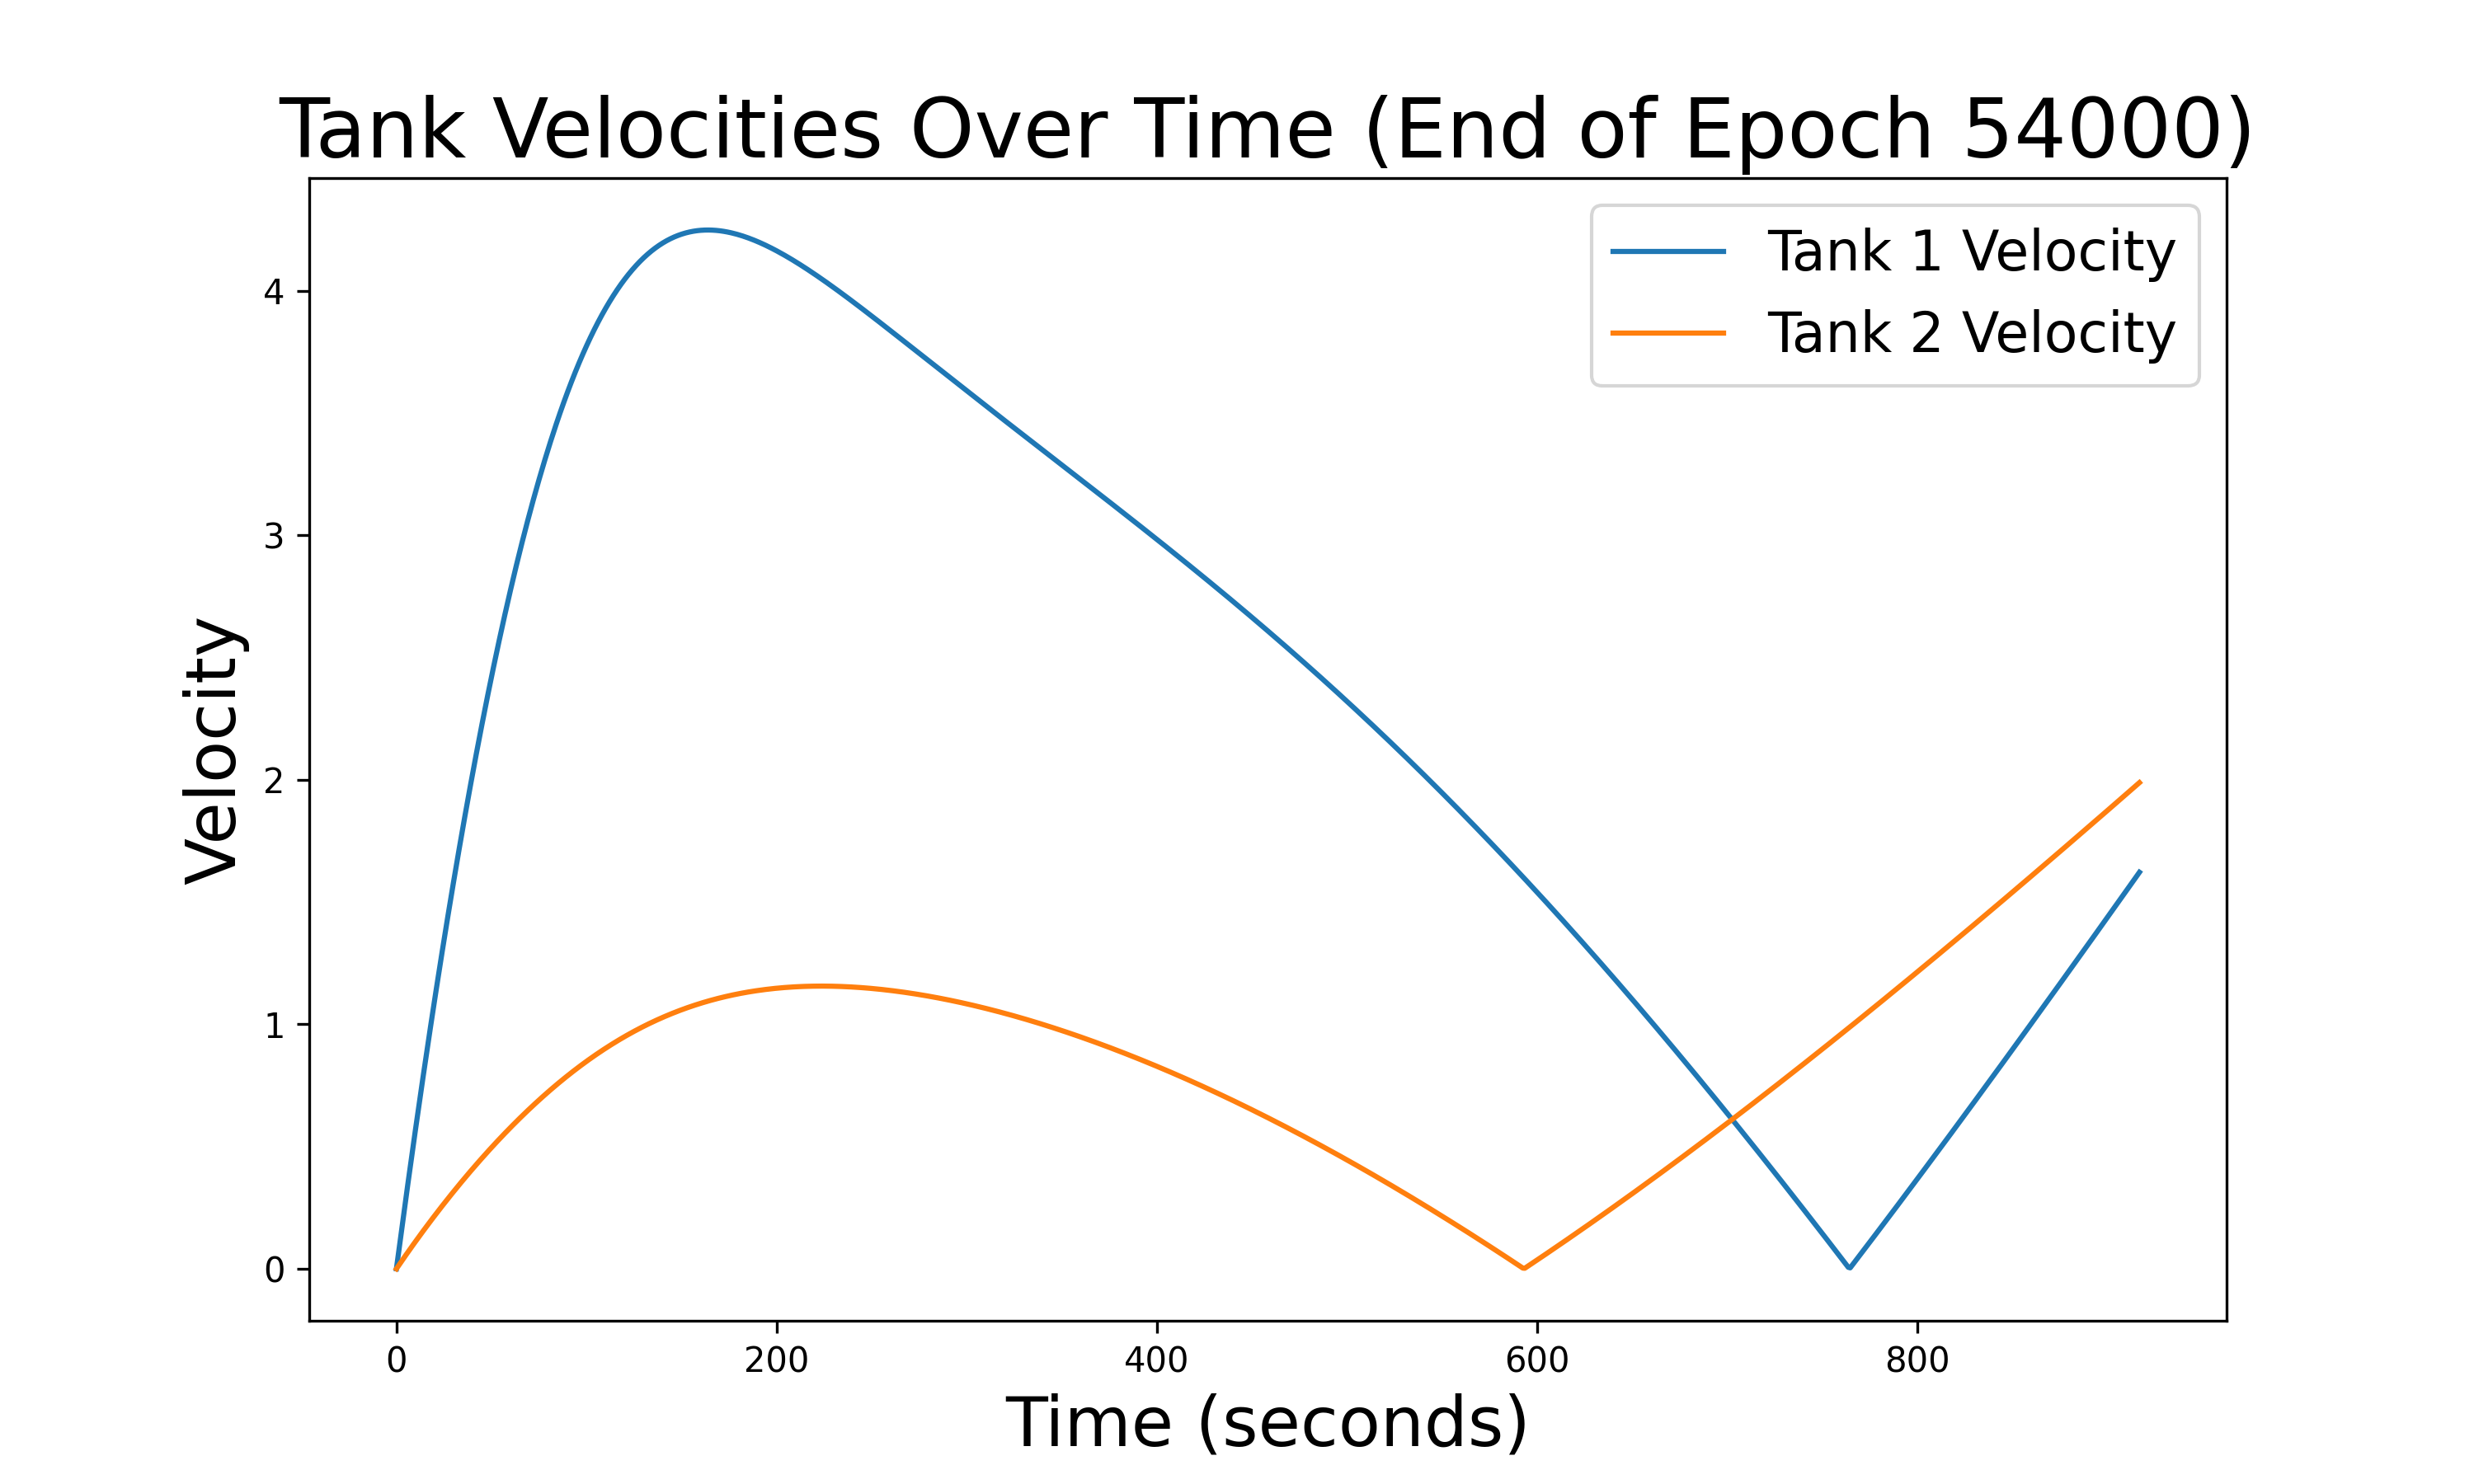 Tank Velocities Over Time (End of Epoch 54000)
Tank 1 Velocity
Tank 2 Velocity
Velocity
4
3
2
1
0
0 200 400 600 800
Time (seconds)